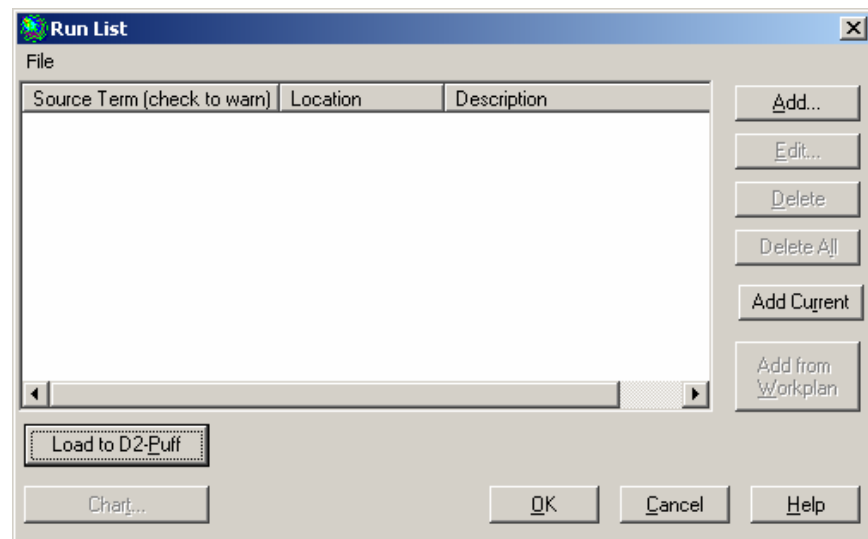 Run List
File
Source Term (check to warn) Location Description
Add...
Edit...
Delete
Delete All
Add Current
Add from
Workplan
Load to D2-Puff
Chart...
OK Cancel Help